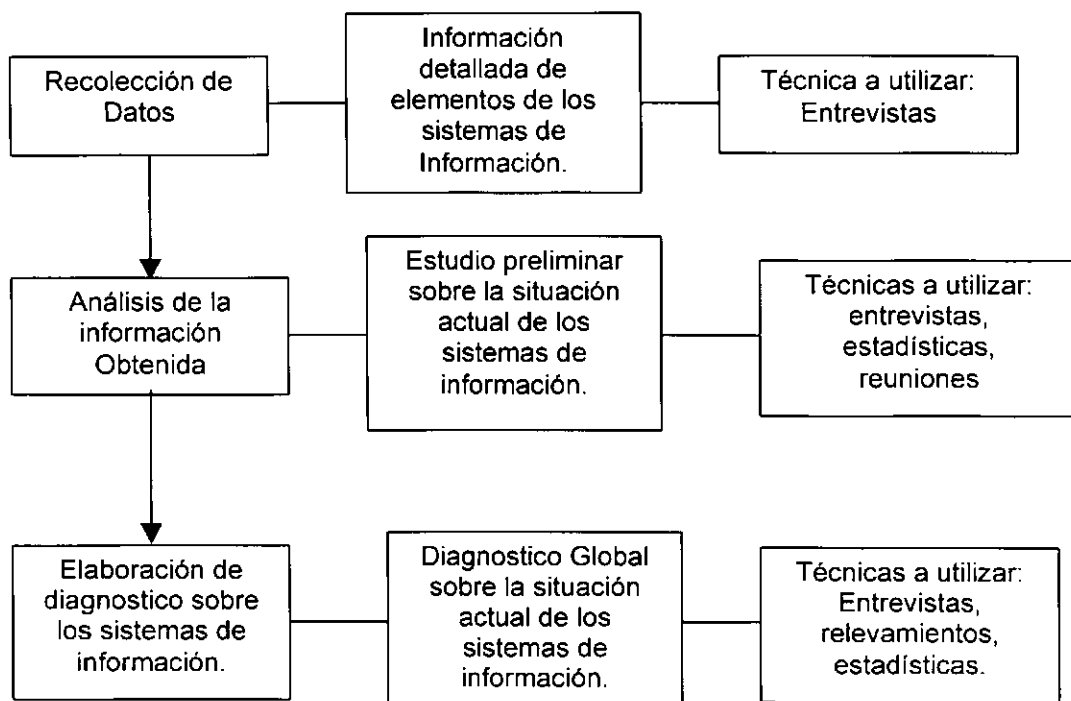 Recolección de
Datos
Información
detallada de
elementos de los
sistemas de
Información.
Técnica a utilizar:
Entrevistas
Análisis de la
información
Obtenida
Estudio preliminar
sobre la situación
actual de los
sistemas de
información.
Técnicas a utilizar:
entrevistas,
estadísticas,
reuniones
Elaboración de
diagnostico sobre
los sistemas de
información.
Diagnostico Global
sobre la situación
actual de los
sistemas de
información.
Técnicas a utilizar:
Entrevistas,
relevamientos,
estadísticas.